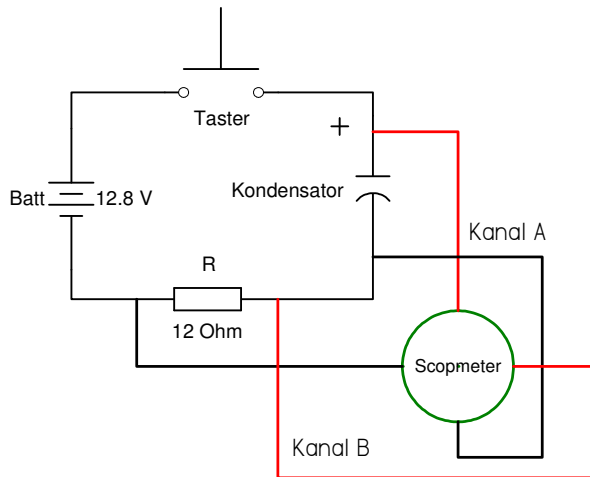 Taster
+
Kondensator
Batt 12.8 V
Kanal A
R
12 Ohm
Scopmeter
Kanal B